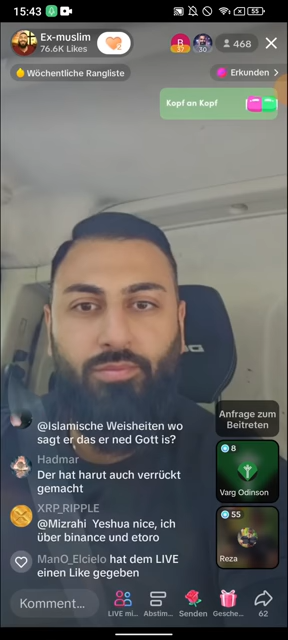 15:43
55
Ex-muslim
76.6K Likes
37
30
468
Wöchentliche Rangliste
Erkunden >
Kopf an Kopf
@Islamische Weisheiten wo
sagt er das er ned Gott is?
Hadmar
Der hat harut auch verrückt
gemacht
XRP_RIPPLE
@Mizrahi Yeshua nice, ich
über binance und etoro
ManO_Elcielo hat dem LIVE
einen Like gegeben
Anfrage zum
Beitreten
8
Varg Odinson
55
Reza
Komment...
LIVE mi...
Abstim...
Senden
Gesche...
62